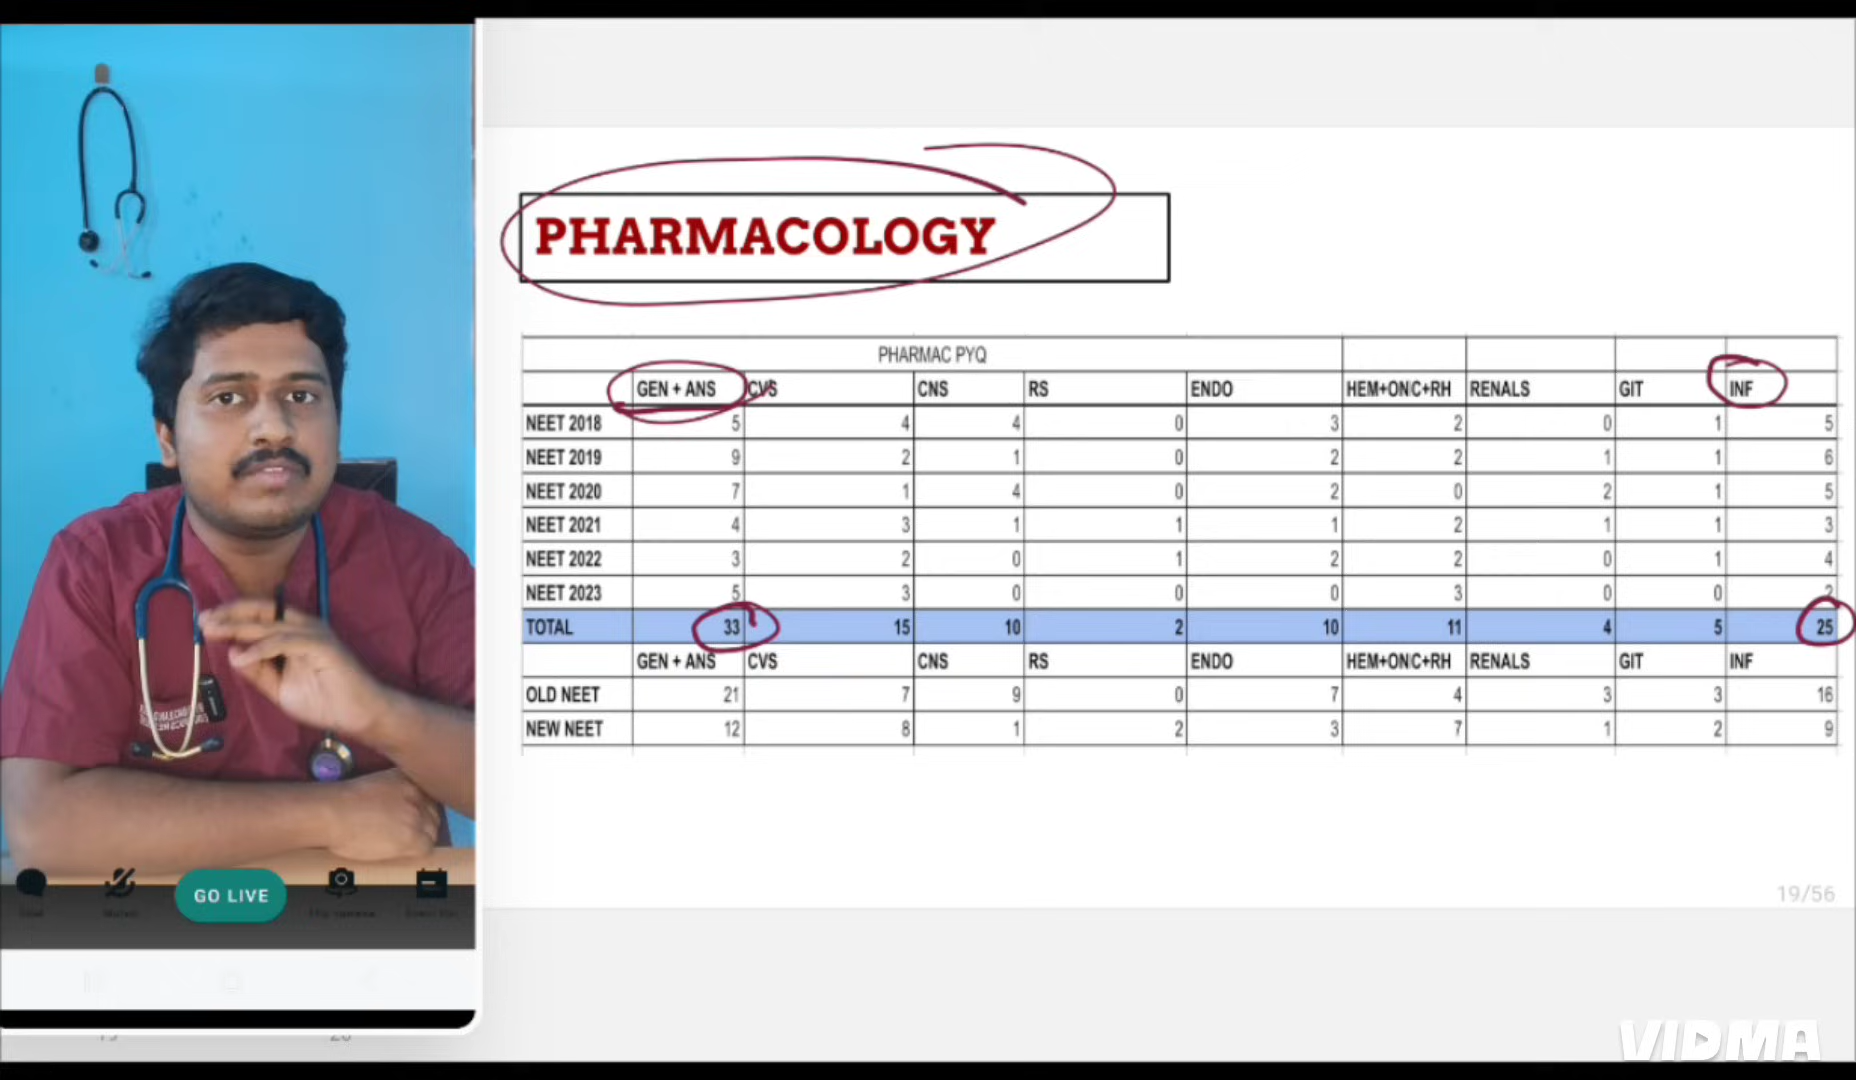 PHARMACOLOGY
PHARMAC PYQ
GEN + ANS CVS CNS RS ENDO HEM+ONC+RH RENALS GIT INF
NEET 2018 5 4 4 0 3 2 0 1 5
NEET 2019 9 2 1 0 2 2 1 1 6
NEET 2020 7 1 4 0 2 0 2 1 5
NEET 2021 4 3 1 1 1 2 1 1 3
NEET 2022 3 2 0 1 2 2 0 1 4
NEET 2023 5 3 0 0 0 3 0 0 2
TOTAL 33 15 10 2 10 11 4 5 25
GEN + ANS CVS CNS RS ENDO HEM+ONC+RH RENALS GIT INF
OLD NEET 21 7 9 0 7 4 3 3 16
NEW NEET 12 8 1 2 3 7 1 2 9
GO LIVE
19/56
VIDMA